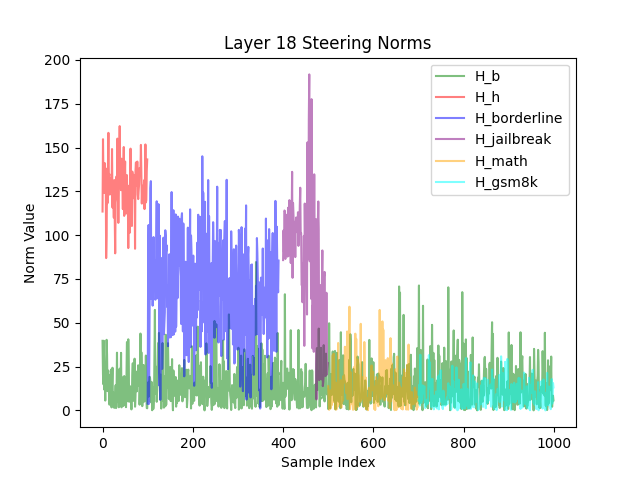 Layer 18 Steering Norms
200
175
150
125
100
75
50
25
0
Norm Value
H_b
H_h
H_borderline
H_jailbreak
H_math
H_gsm8k
0 200 400 600 800 1000
Sample Index